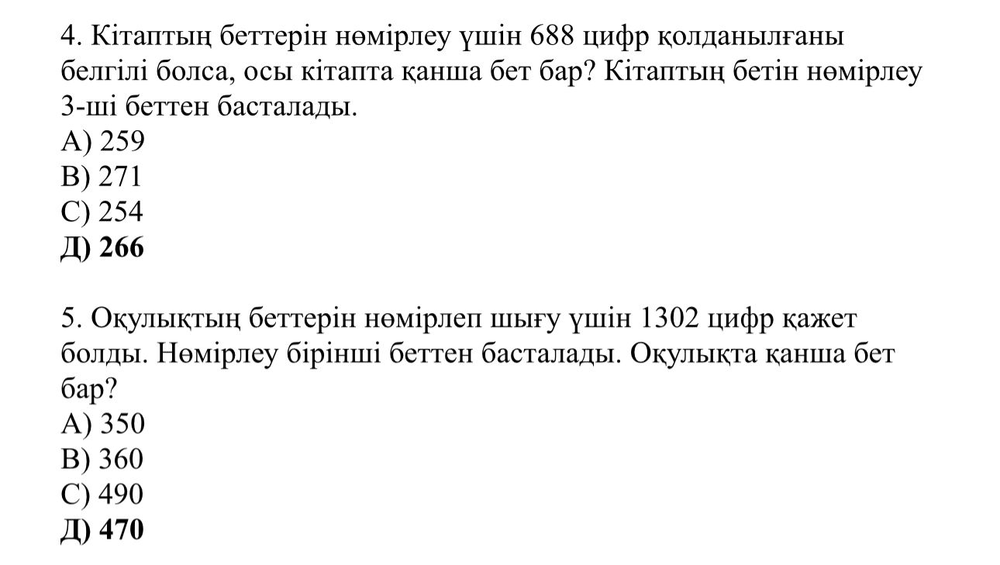 4. Кітаптың беттерін нөмірлеу үшін 688 цифр қолданылғаны
белгілі болса, осы кітапта қанша бет бар? Кітаптың бетін нөмірлеу
3-ші беттен басталады.
А) 259
В) 271
С) 254
Д) 266
5. Оқулықтың беттерін нөмірлеп шығу үшін 1302 цифр қажет
болды. Нөмірлеу бірінші беттен басталады. Оқулықта қанша бет
бар?
А) 350
В) 360
С) 490
Д) 470